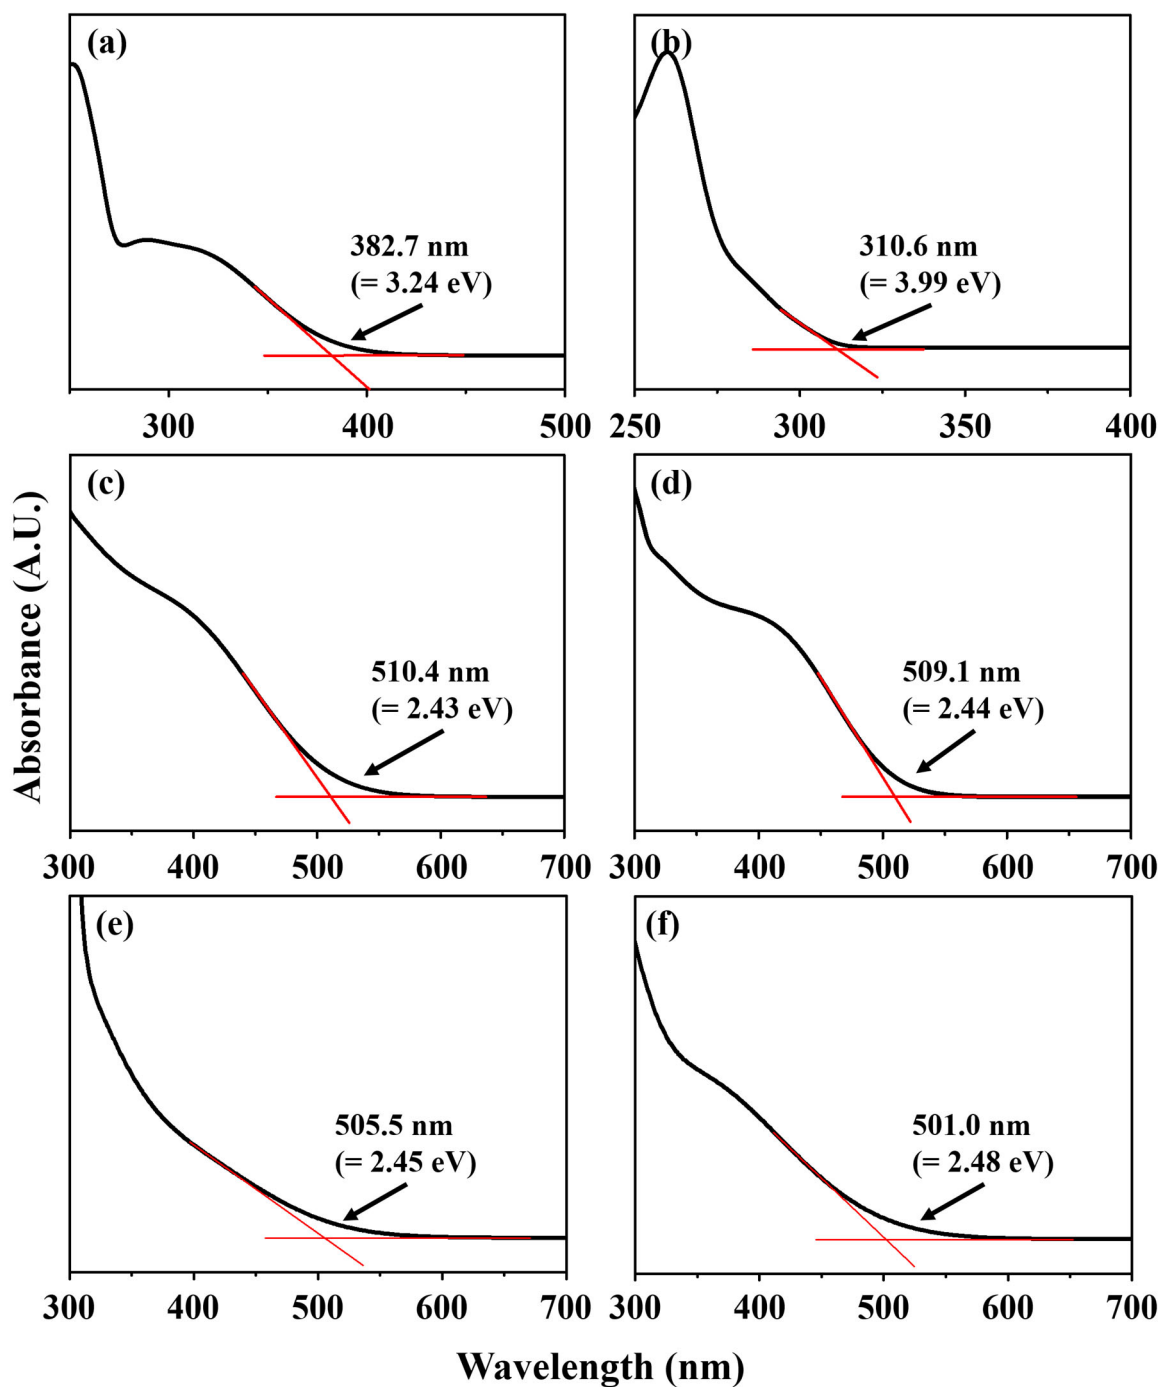 Absorbance (A.U.)
(a)
382.7 nm
(= 3.24 eV)
300
400
500
(b)
310.6 nm
(= 3.99 eV)
250
300
350
400
(c)
510.4 nm
(= 2.43 eV)
300
400
500
600
700
(d)
509.1 nm
(= 2.44 eV)
300
400
500
600
700
(e)
505.5 nm
(= 2.45 eV)
300
400
500
600
700
(f)
501.0 nm
(= 2.48 eV)
300
400
500
600
700
Wavelength (nm)